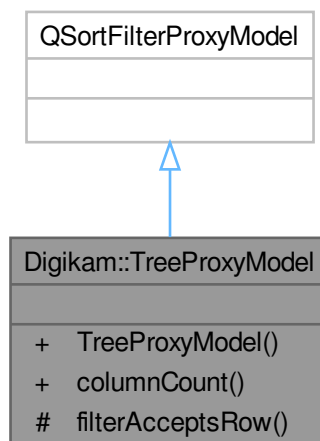 QSortFilterProxyModel
Digikam::TreeProxyModel
+ TreeProxyModel()
+ columnCount()
# filterAcceptsRow()